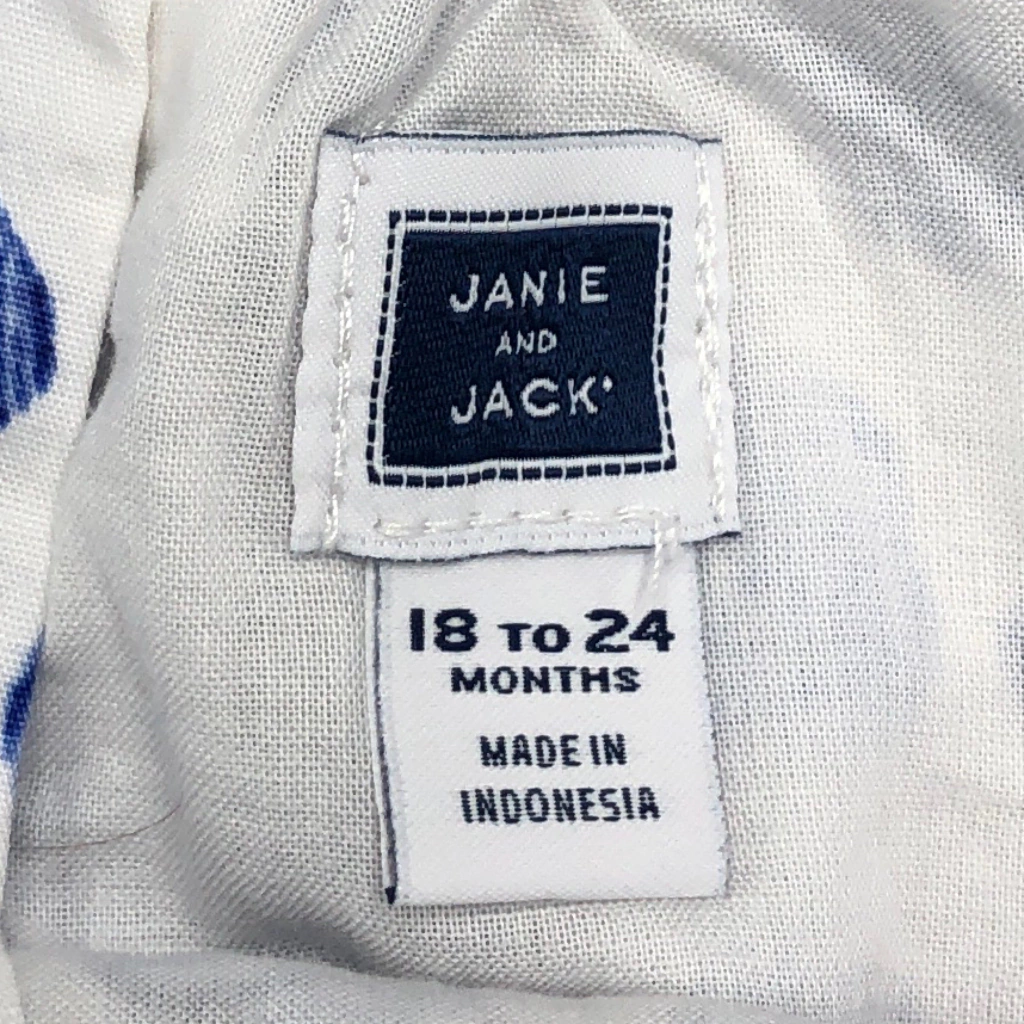 JANIE
AND
JACK
18 TO 24
MONTHS
MADE IN
INDONESIA